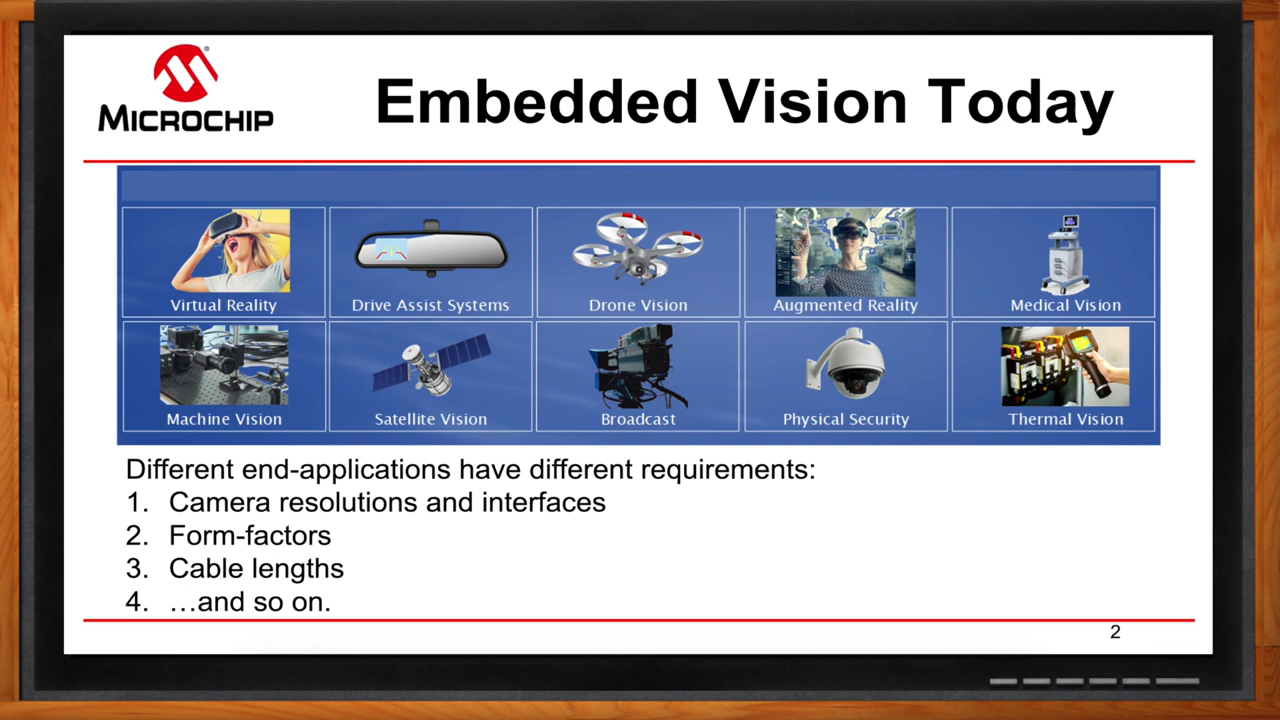 MICROCHIP
Embedded Vision Today
Virtual Reality
Drive Assist Systems
Drone Vision
Augmented Reality
Medical Vision
Machine Vision
Satellite Vision
Broadcast
Physical Security
Thermal Vision
Different end-applications have different requirements:
1. Camera resolutions and interfaces
2. Form-factors
3. Cable lengths
4. …and so on.
2